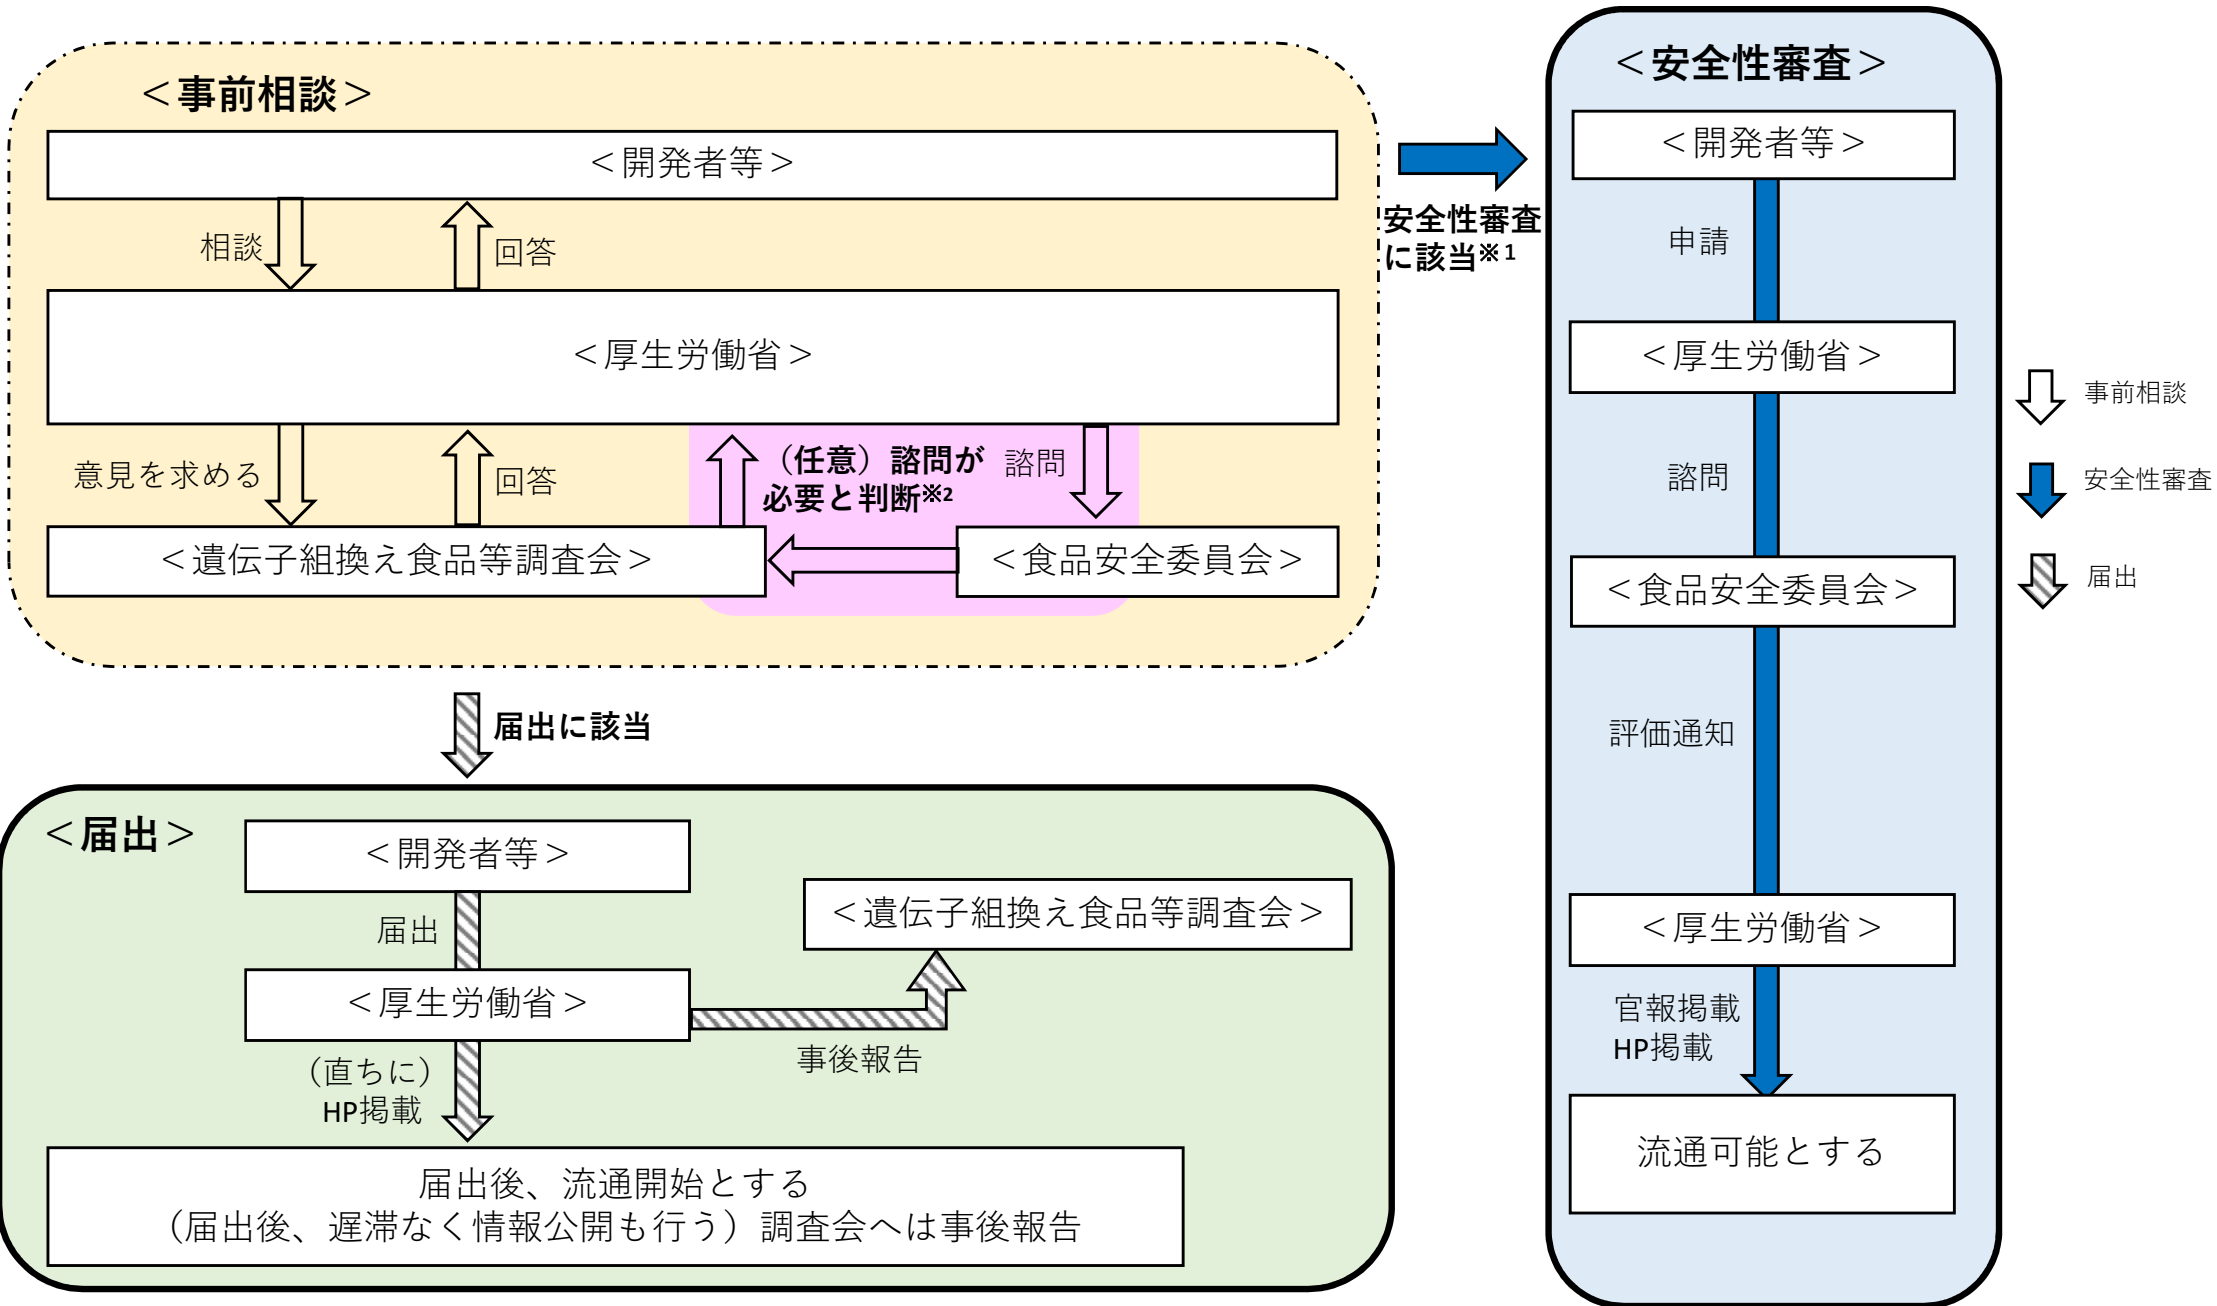 ＜事前相談＞
＜開発者等＞
相談
回答
＜厚生労働省＞
意見を求める
回答
（任意）諮問が
必要と判断※2
諮問
＜遺伝子組換え食品等調査会＞
＜食品安全委員会＞
安全性審査
に該当※1
届出に該当
＜届出＞
＜開発者等＞
届出
＜厚生労働省＞
＜遺伝子組換え食品等調査会＞
事後報告
（直ちに）
HP掲載
届出後、流通開始とする
（届出後、遅滞なく情報公開も行う）調査会へは事後報告
＜安全性審査＞
＜開発者等＞
申請
＜厚生労働省＞
諮問
＜食品安全委員会＞
評価通知
＜厚生労働省＞
官報掲載
HP掲載
流通可能とする
事前相談
安全性審査
届出